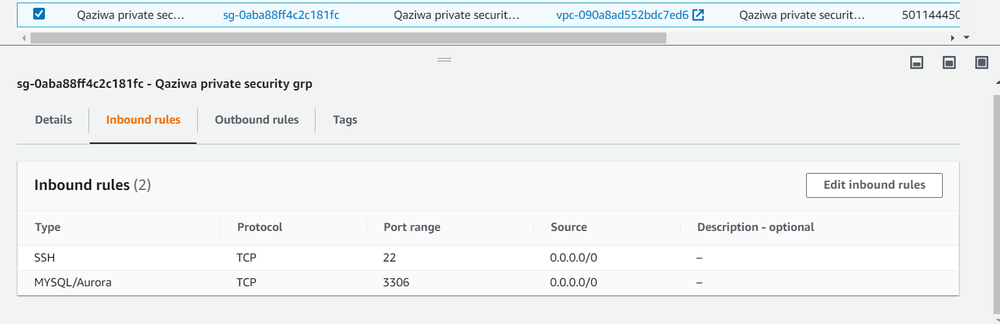 Qaziwa private sec... sg-0aba88ff4c2c181fc Qaziwa private securit... vpc-090a8ad552bdc7ed6 Qaziwa private securit... 501144450
sg-0aba88ff4c2c181fc - Qaziwa private security grp
Details Inbound rules Outbound rules Tags
Inbound rules (2) Edit inbound rules
Type Protocol Port range Source Description - optional
SSH TCP 22 0.0.0.0/0 –
MYSQL/Aurora TCP 3306 0.0.0.0/0 –